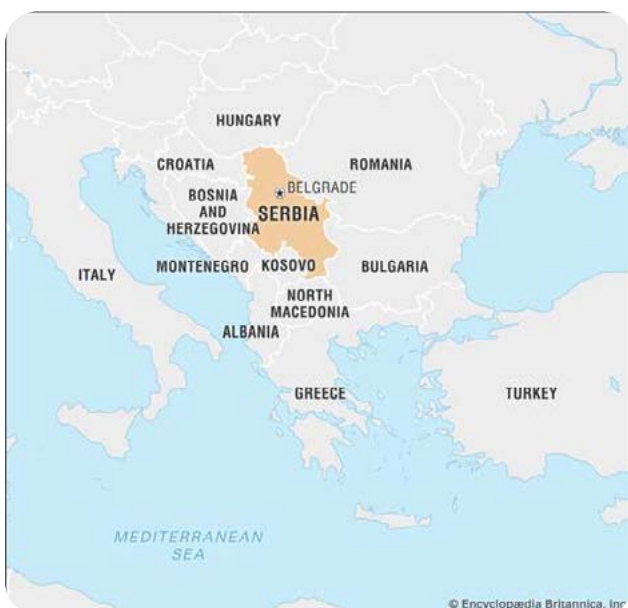 HUNGARY
CROATIA
ROMANIA
BELGRADE
BOSNIA
AND
HERZEGOVINA
SERBIA
ITALY
MONTENEGRO
KOSOVO
BULGARIA
NORTH
MACEDONIA
ALBANIA
GREECE
TURKEY
MEDITERRANEAN
SEA
© Encyclopædia Britannica, Inc